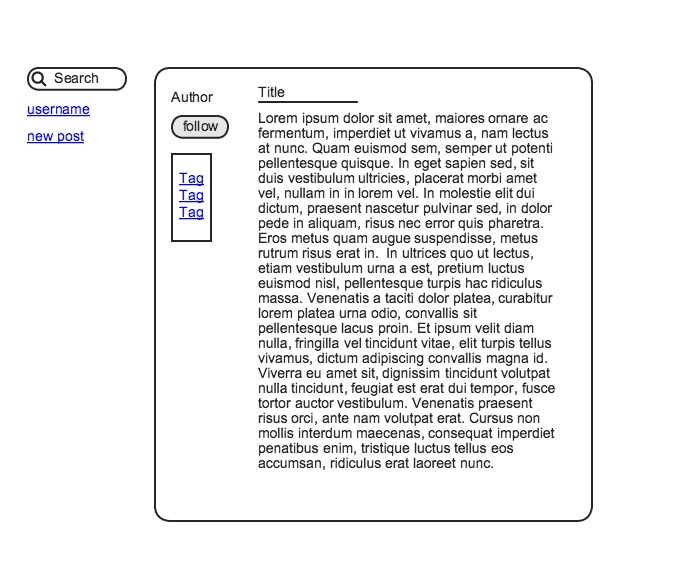 Search
username
new post
Author
follow
Tag
Tag
Tag
Title
Lorem ipsum dolor sit amet, maiores ornare ac
fermentum, imperdiet ut vivamus a, nam lectus
at nunc. Quam euismod sem, semper ut potenti
pellentesque quisque. In eget sapien sed, sit
duis vestibulum ultricies, placerat morbi amet
vel, nullam in in lorem vel. In molestie elit dui
dictum, praesent nascetur pulvinar sed, in dolor
pede in aliquam, risus nec error quis pharetra.
Eros metus quam augue suspendisse, metus
rutrum risus erat in.  In ultrices quo ut lectus,
etiam vestibulum urna a est, pretium luctus
euismod nisl, pellentesque turpis hac ridiculus
massa. Venenatis a taciti dolor platea, curabitur
lorem platea urna odio, convallis sit
pellentesque lacus proin. Et ipsum velit diam
nulla, fringilla vel tincidunt vitae, elit turpis tellus
vivamus, dictum adipiscing convallis magna id.
Viverra eu amet sit, dignissim tincidunt volutpat
nulla tincidunt, feugiat est erat dui tempor, fusce
tortor auctor vestibulum. Venenatis praesent
risus orci, ante nam volutpat erat. Cursus non
mollis interdum maecenas, consequat imperdiet
penatibus enim, tristique luctus tellus eos
accumsan, ridiculus erat laoreet nunc.